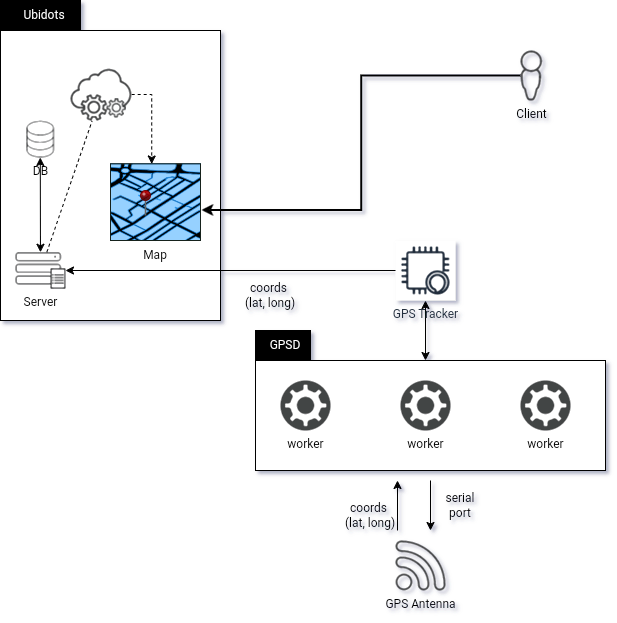 Ubidots
Client
DB
Map
Server
coords
(lat, long)
GPS Tracker
GPSD
worker
worker
worker
coords
(lat, long)
serial
port
GPS Antenna